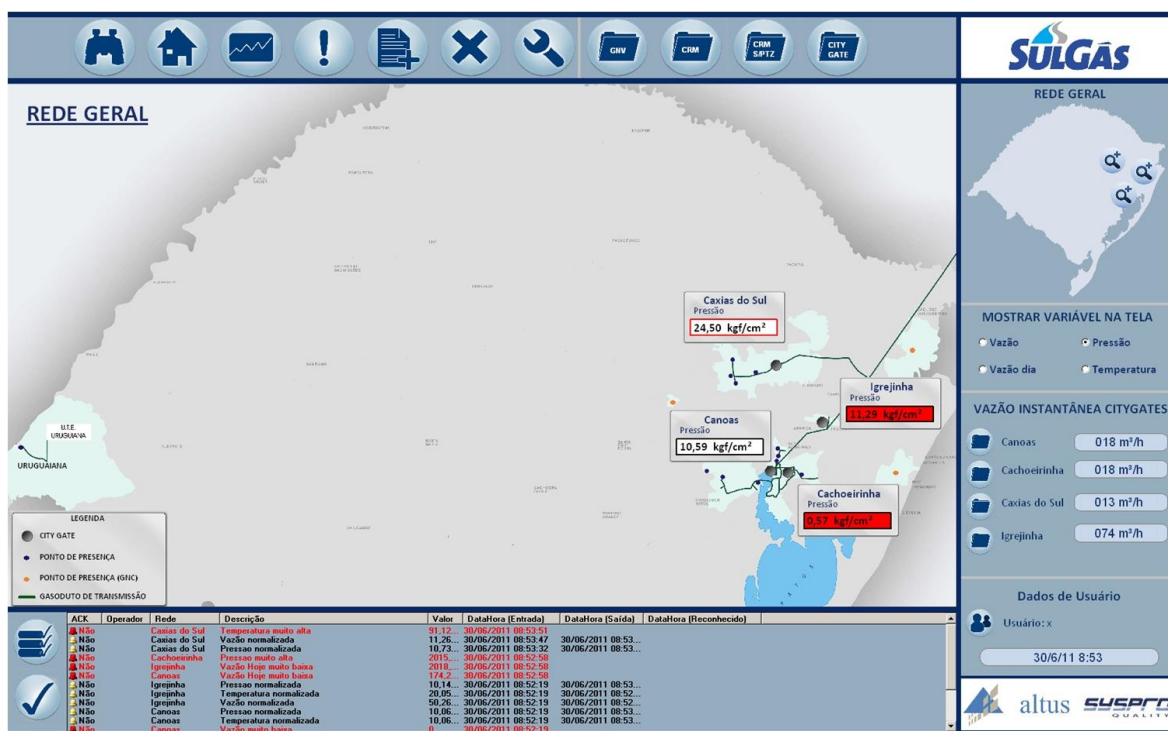 GNV
CRM
CRM
S/PTZ
CITY
GATE
SULGÁS
REDE GERAL
REDE GERAL
Caxias do Sul
Pressão
24,50 kgf/cm²
Igrejinha
Pressão
11,29 kgf/cm²
Canoas
Pressão
10,59 kgf/cm²
Cachoeirinha
Pressão
0,57 kgf/cm²
U.T.E.
URUGUAIANA
URUGUAIANA
LEGENDA
CITY GATE
PONTO DE PRESENÇA
PONTO DE PRESENÇA (GNC)
GASODUTO DE TRANSMISSÃO
MOSTRAR VARIÁVEL NA TELA
Vazão
Pressão
Vazão dia
Temperatura
VAZÃO INSTANTÂNEA CITYGATES
Canoas 018 m³/h
Cachoeirinha 018 m³/h
Caxias do Sul 013 m³/h
Igrejinha 074 m³/h
Dados de Usuário
Usuário: x
30/6/11 8:53
altus SYSPRO
QUALITY
ACK Operador Rede Descrição Valor DataHora (Entrada) DataHora (Saída) DataHora (Reconhecido)
Não Caxias do Sul Temperatura muito alta 91,12... 30/06/2011 08:53:51
Não Caxias do Sul Vazão normalizada 11,26... 30/06/2011 08:53:47 30/06/2011 08:53...
Não Caxias do Sul Pressao normalizada 10,73... 30/06/2011 08:53:32 30/06/2011 08:53...
Não Cachoeirinha Pressao muito alta 2015,... 30/06/2011 08:52:58
Não Igrejinha Vazão Hoje muito baixa 2018,... 30/06/2011 08:52:58
Não Canoas Vazão Hoje muito baixa 174,2... 30/06/2011 08:52:58
Não Igrejinha Pressao normalizada 10,14... 30/06/2011 08:52:19 30/06/2011 08:53...
Não Igrejinha Temperatura normalizada 20,05... 30/06/2011 08:52:19 30/06/2011 08:52...
Não Igrejinha Vazão normalizada 50,26... 30/06/2011 08:52:19 30/06/2011 08:52...
Não Canoas Pressao normalizada 10,06... 30/06/2011 08:52:19 30/06/2011 08:53...
Não Canoas Temperatura normalizada 10,06... 30/06/2011 08:52:19 30/06/2011 08:53...
Não Canoas Vazão muito baixa 0 30/06/2011 08:52:19